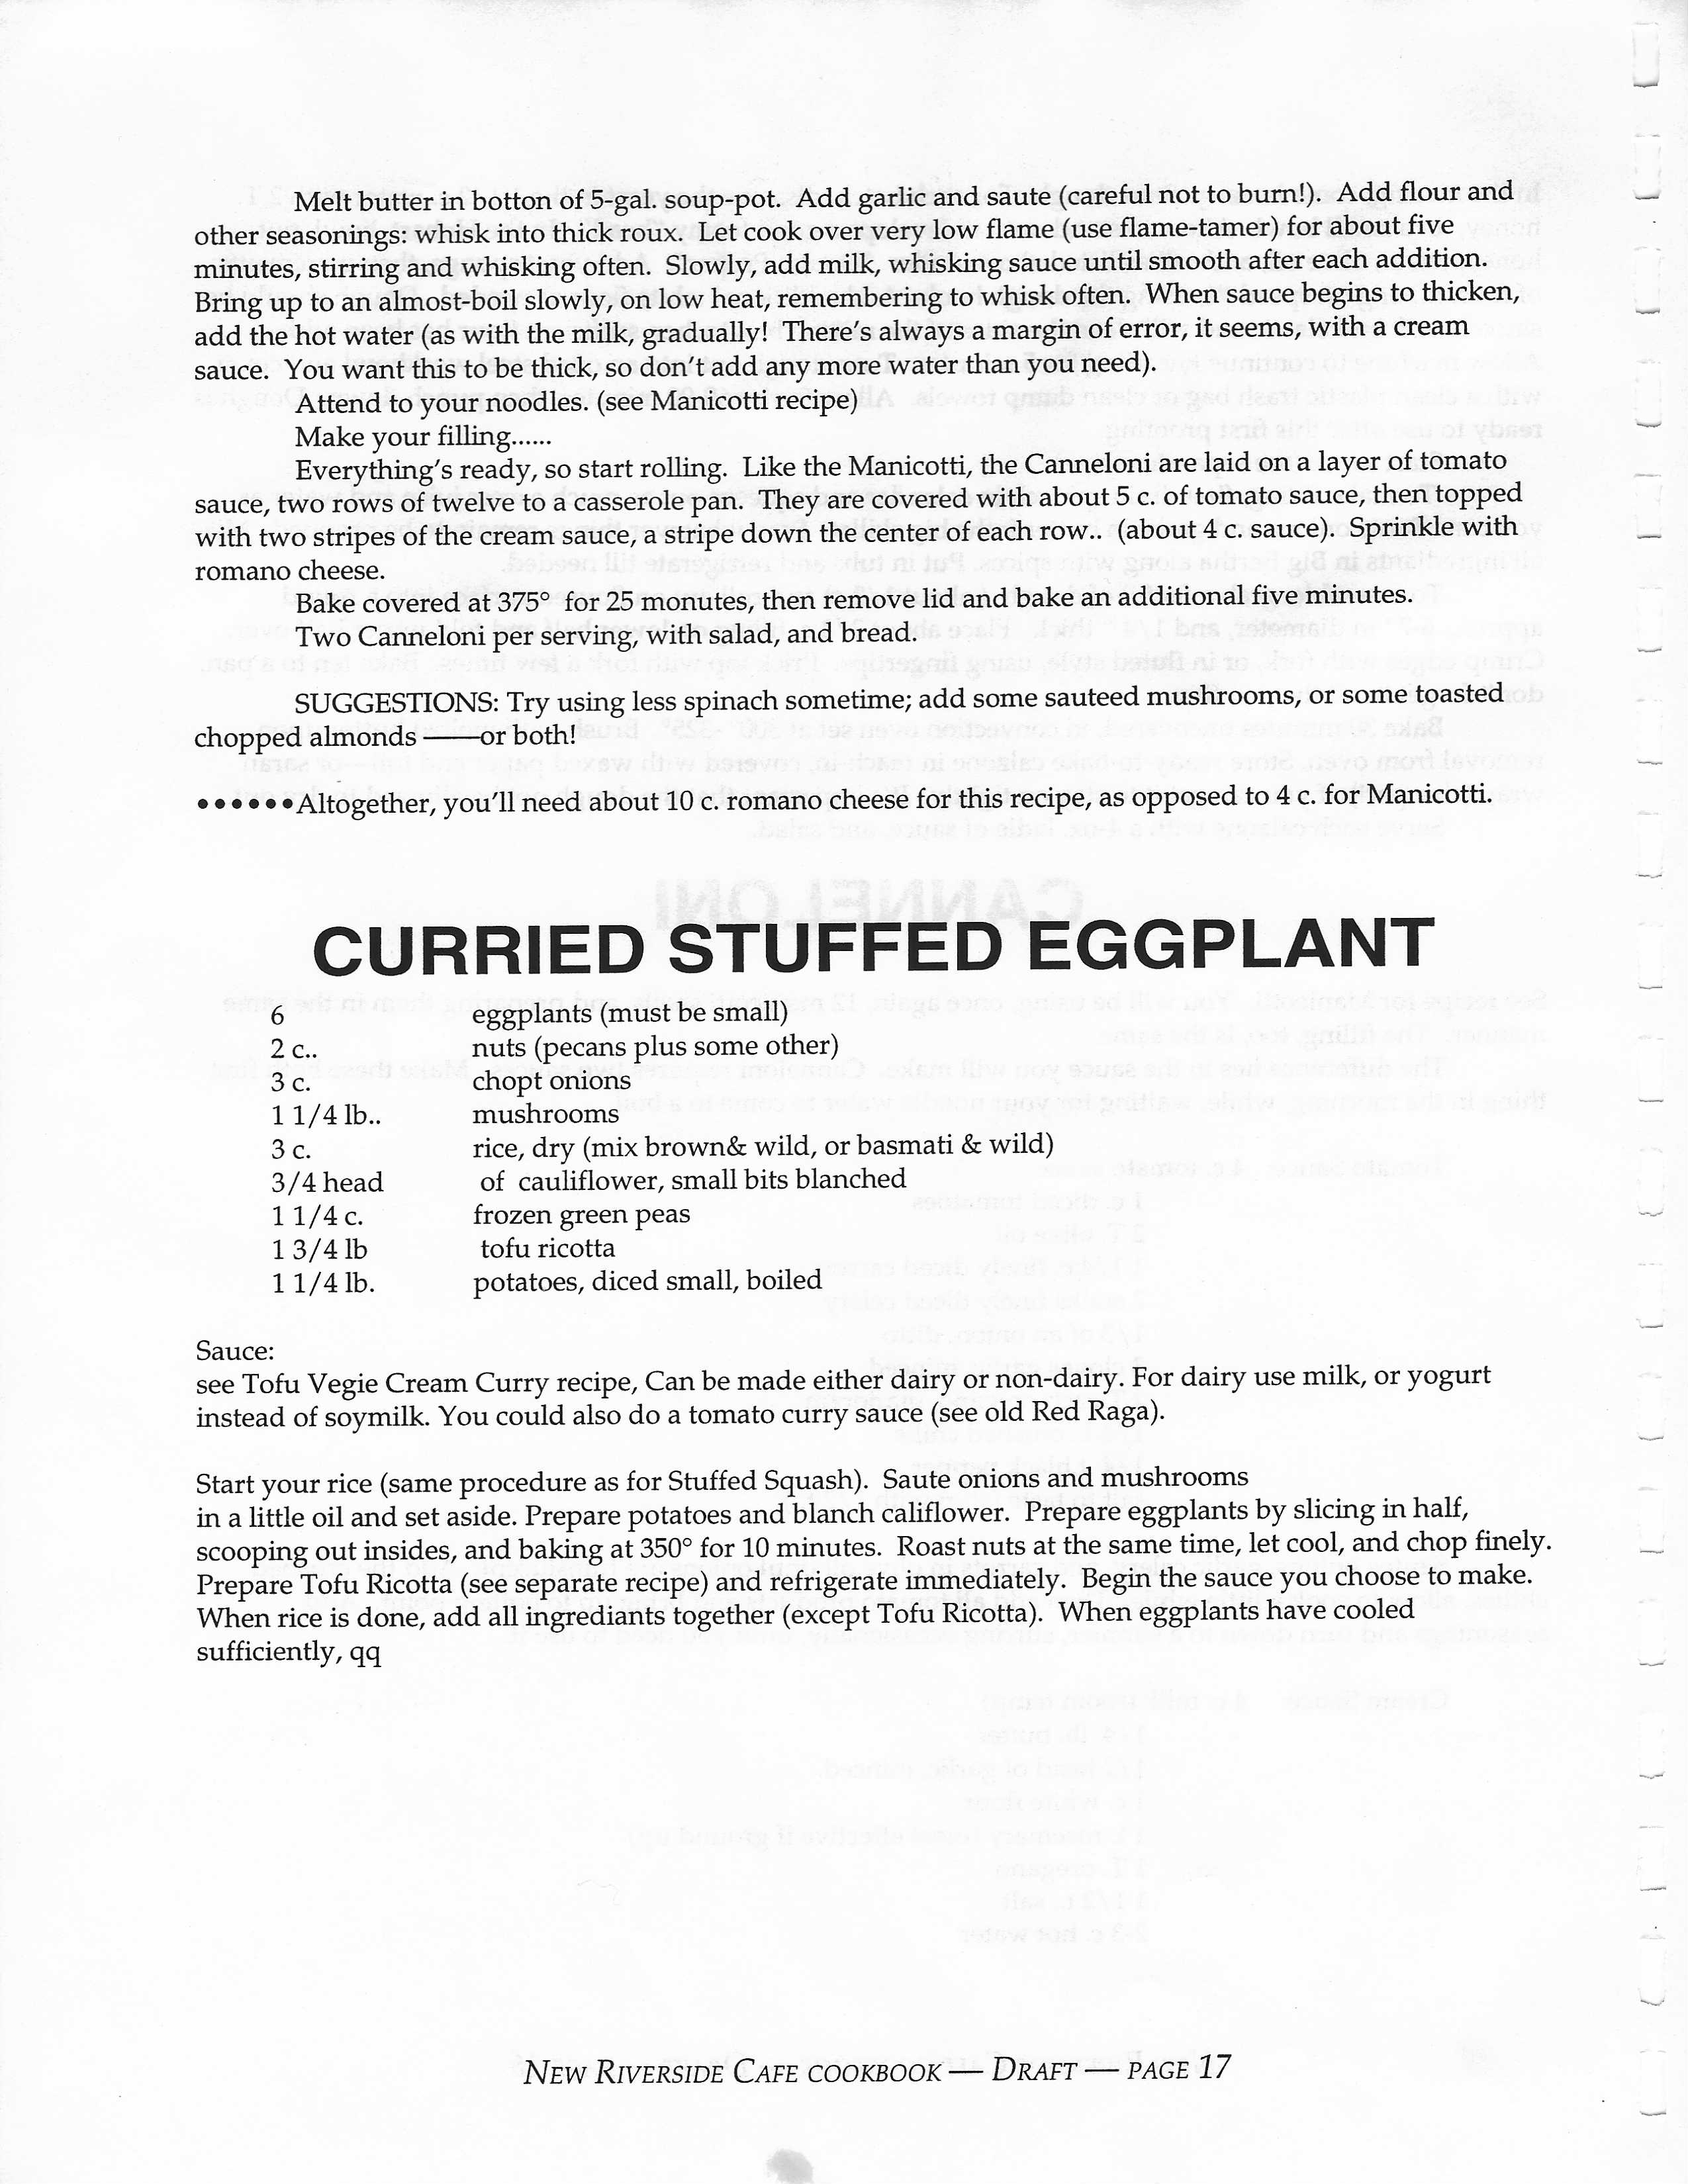 Melt butter in botton of 5-gal. soup-pot. Add garlic and saute (careful not to burn!). Add flour and
other seasonings: whisk into thick roux. Let cook over very low flame (use flame-tamer) for about five
minutes, stirring and whisking often. Slowly, add milk, whisking sauce until smooth after each addition.
Bring up to an almost-boil slowly, on low heat, remembering to whisk often. When sauce begins to thicken,
add the hot water (as with the milk, gradually! There's always a margin of error, it seems, with a cream
sauce. You want this to be thick, so don't add any more water than you need).
Attend to your noodles. (see Manicotti recipe)
Make your filling......
Everything's ready, so start rolling. Like the Manicotti, the Canneloni are laid on a layer of tomato
sauce, two rows of twelve to a casserole pan. They are covered with about 5 c. of tomato sauce, then topped
with two stripes of the cream sauce, a stripe down the center of each row.. (about 4 c. sauce). Sprinkle with
romano cheese.
Bake covered at 375° for 25 monutes, then remove lid and bake an additional five minutes.
Two Canneloni per serving, with salad, and bread.
SUGGESTIONS: Try using less spinach sometime; add some sauteed mushrooms, or some toasted
chopped almonds ——or both!
••••••Altogether, you'll need about 10 c. romano cheese for this recipe, as opposed to 4 c. for Manicotti.
CURRIED STUFFED EGGPLANT
6 eggplants (must be small)
2 c.. nuts (pecans plus some other)
3 c. chopt onions
1 1/4 lb.. mushrooms
3 c. rice, dry (mix brown& wild, or basmati & wild)
3/4 head of cauliflower, small bits blanched
1 1/4 c. frozen green peas
1 3/4 lb tofu ricotta
1 1/4 lb. potatoes, diced small, boiled
Sauce:
see Tofu Vegie Cream Curry recipe, Can be made either dairy or non-dairy. For dairy use milk, or yogurt
instead of soymilk. You could also do a tomato curry sauce (see old Red Raga).
Start your rice (same procedure as for Stuffed Squash). Saute onions and mushrooms
in a little oil and set aside. Prepare potatoes and blanch califlower. Prepare eggplants by slicing in half,
scooping out insides, and baking at 350° for 10 minutes. Roast nuts at the same time, let cool, and chop finely.
Prepare Tofu Ricotta (see separate recipe) and refrigerate immediately. Begin the sauce you choose to make.
When rice is done, add all ingrediants together (except Tofu Ricotta). When eggplants have cooled
sufficiently, qq
NEW RIVERSIDE CAFE COOKBOOK — DRAFT — PAGE 17